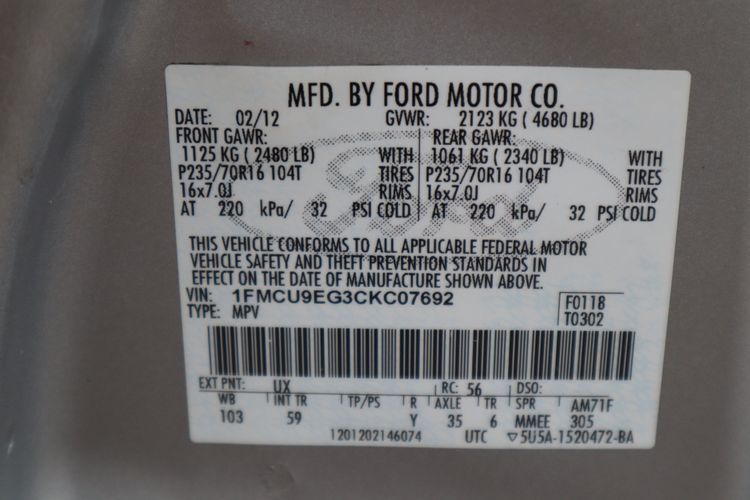 MFD. BY FORD MOTOR CO.
DATE: 02/12 GVWR: 2123 KG ( 4680 LB)
FRONT GAWR: REAR GAWR:
1125 KG ( 2480 LB) WITH 1061 KG ( 2340 LB) WITH
P235/70R16 104T TIRES P235/70R16 104T TIRES
16x7.0J RIMS 16x7.0J RIMS
AT 220 kPa/ 32 PSI COLD AT 220 kPa/ 32 PSI COLD
Ford
THIS VEHICLE CONFORMS TO ALL APPLICABLE FEDERAL MOTOR
VEHICLE SAFETY AND THEFT PREVENTION STANDARDS IN
EFFECT ON THE DATE OF MANUFACTURE SHOWN ABOVE.
VIN: 1FMCU9EG3CKC07692 F0118
TYPE: MPV T0302
EXT PNT: UX RC: 56 DSO:
WB INT TR TP/PS R AXLE TR SPR AM71F
103 59 Y 35 6 MMEE 305
1201202146074 UTC ▽5U5A-1520472-BA